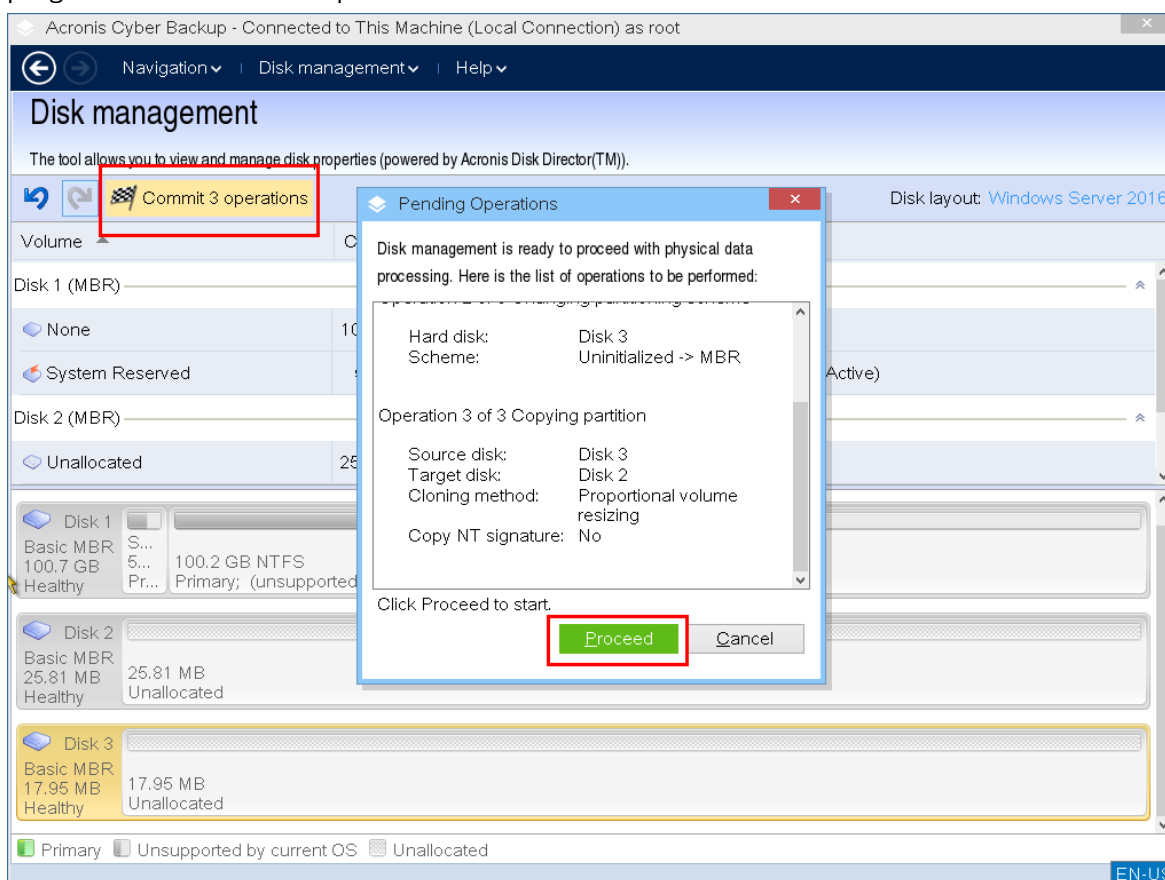 Acronis Cyber Backup - Connected to This Machine (Local Connection) as root
Navigation
Disk management
Help
Disk management
The tool allows you to view and manage disk properties (powered by Acronis Disk Director(TM)).
Commit 3 operations
Disk layout: Windows Server 2016
Volume
C
Disk 1 (MBR)
None
10
System Reserved
Active)
Disk 2 (MBR)
Unallocated
25
Pending Operations
Disk management is ready to proceed with physical data
processing. Here is the list of operations to be performed:
Hard disk: Disk 3
Scheme: Uninitialized -> MBR
Operation 3 of 3 Copying partition
Source disk: Disk 3
Target disk: Disk 2
Cloning method: Proportional volume
resizing
Copy NT signature: No
Click Proceed to start.
Proceed
Cancel
Disk 1
Basic MBR
100.7 GB
Healthy
S...
5...
Pr...
100.2 GB NTFS
Primary; (unsupported
Disk 2
Basic MBR
25.81 MB
Healthy
25.81 MB
Unallocated
Disk 3
Basic MBR
17.95 MB
Healthy
17.95 MB
Unallocated
Primary
Unsupported by current OS
Unallocated
EN-US